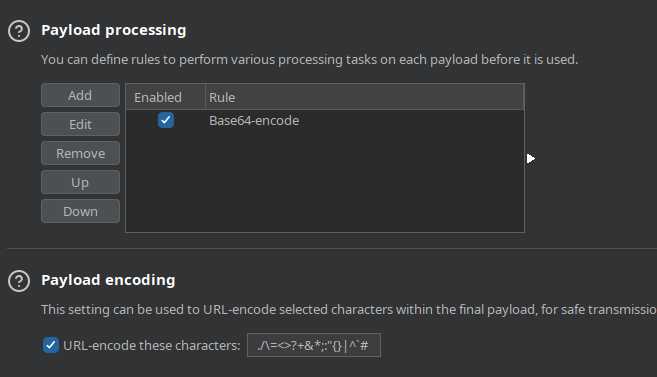 Payload processing
You can define rules to perform various processing tasks on each payload before it is used.
Add
Edit
Remove
Up
Down
Enabled Rule
Base64-encode
Payload encoding
This setting can be used to URL-encode selected characters within the final payload, for safe
URL-encode these characters: ./\=<>?+&*;:"{}|^`#